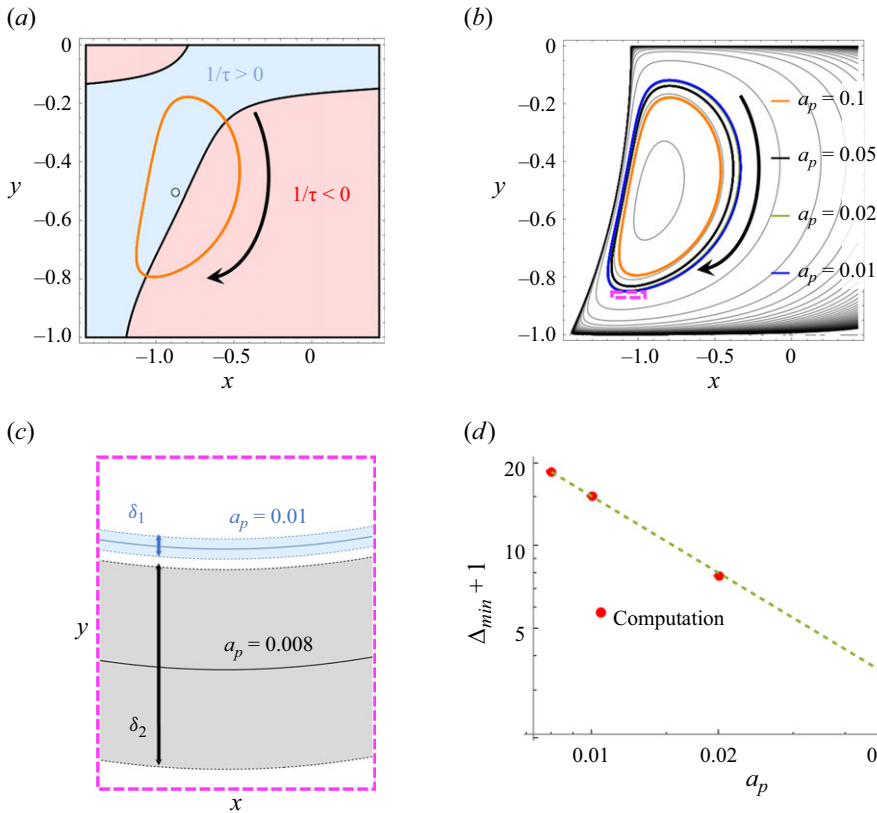 (a)
0
–0.2
–0.4
–0.6
–0.8
–1.0
y
1/τ > 0
1/τ < 0
–1.0
–0.5
0
x
(b)
0
–0.2
–0.4
–0.6
–0.8
–1.0
y
a_p = 0.1
a_p = 0.05
a_p = 0.02
a_p = 0.01
–1.0
–0.5
0
x
(c)
δ_1
a_p = 0.01
y
a_p = 0.008
δ_2
x
(d)
20
10
5
Δ_min + 1
Computation
0.01
0.02
0
a_p